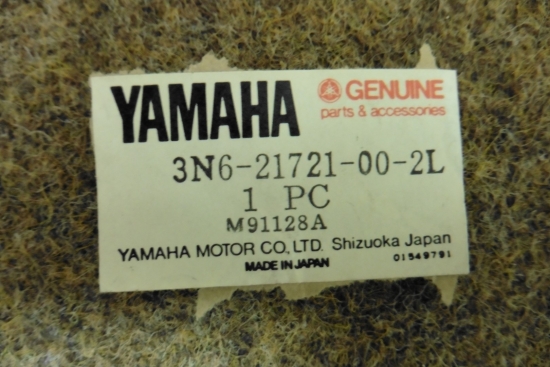 YAMAHA
GENUINE
parts & accessories
3N6-21721-00-2L
1 PC
M91128A
YAMAHA MOTOR CO., LTD. Shizuoka Japan
MADE IN JAPAN
01549791